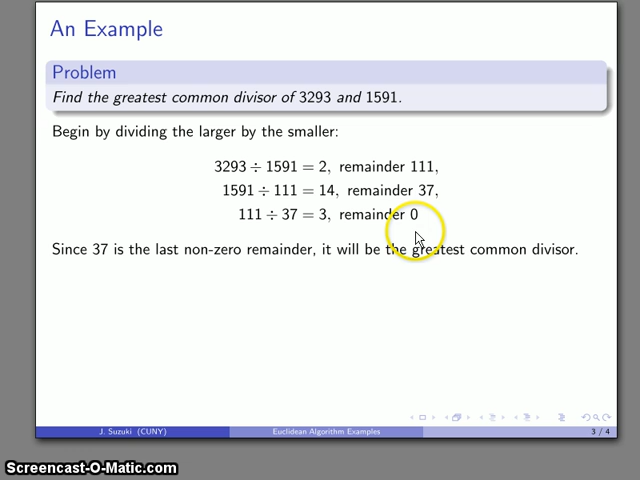 An Example
Problem
Find the greatest common divisor of 3293 and 1591.
Begin by dividing the larger by the smaller:
3293 ÷ 1591 = 2, remainder 111,
1591 ÷ 111 = 14, remainder 37,
111 ÷ 37 = 3, remainder 0
Since 37 is the last non-zero remainder, it will be the greatest common divisor.
J. Suzuki (CUNY) Euclidean Algorithm Examples 3 / 4
Screencast-O-Matic.com